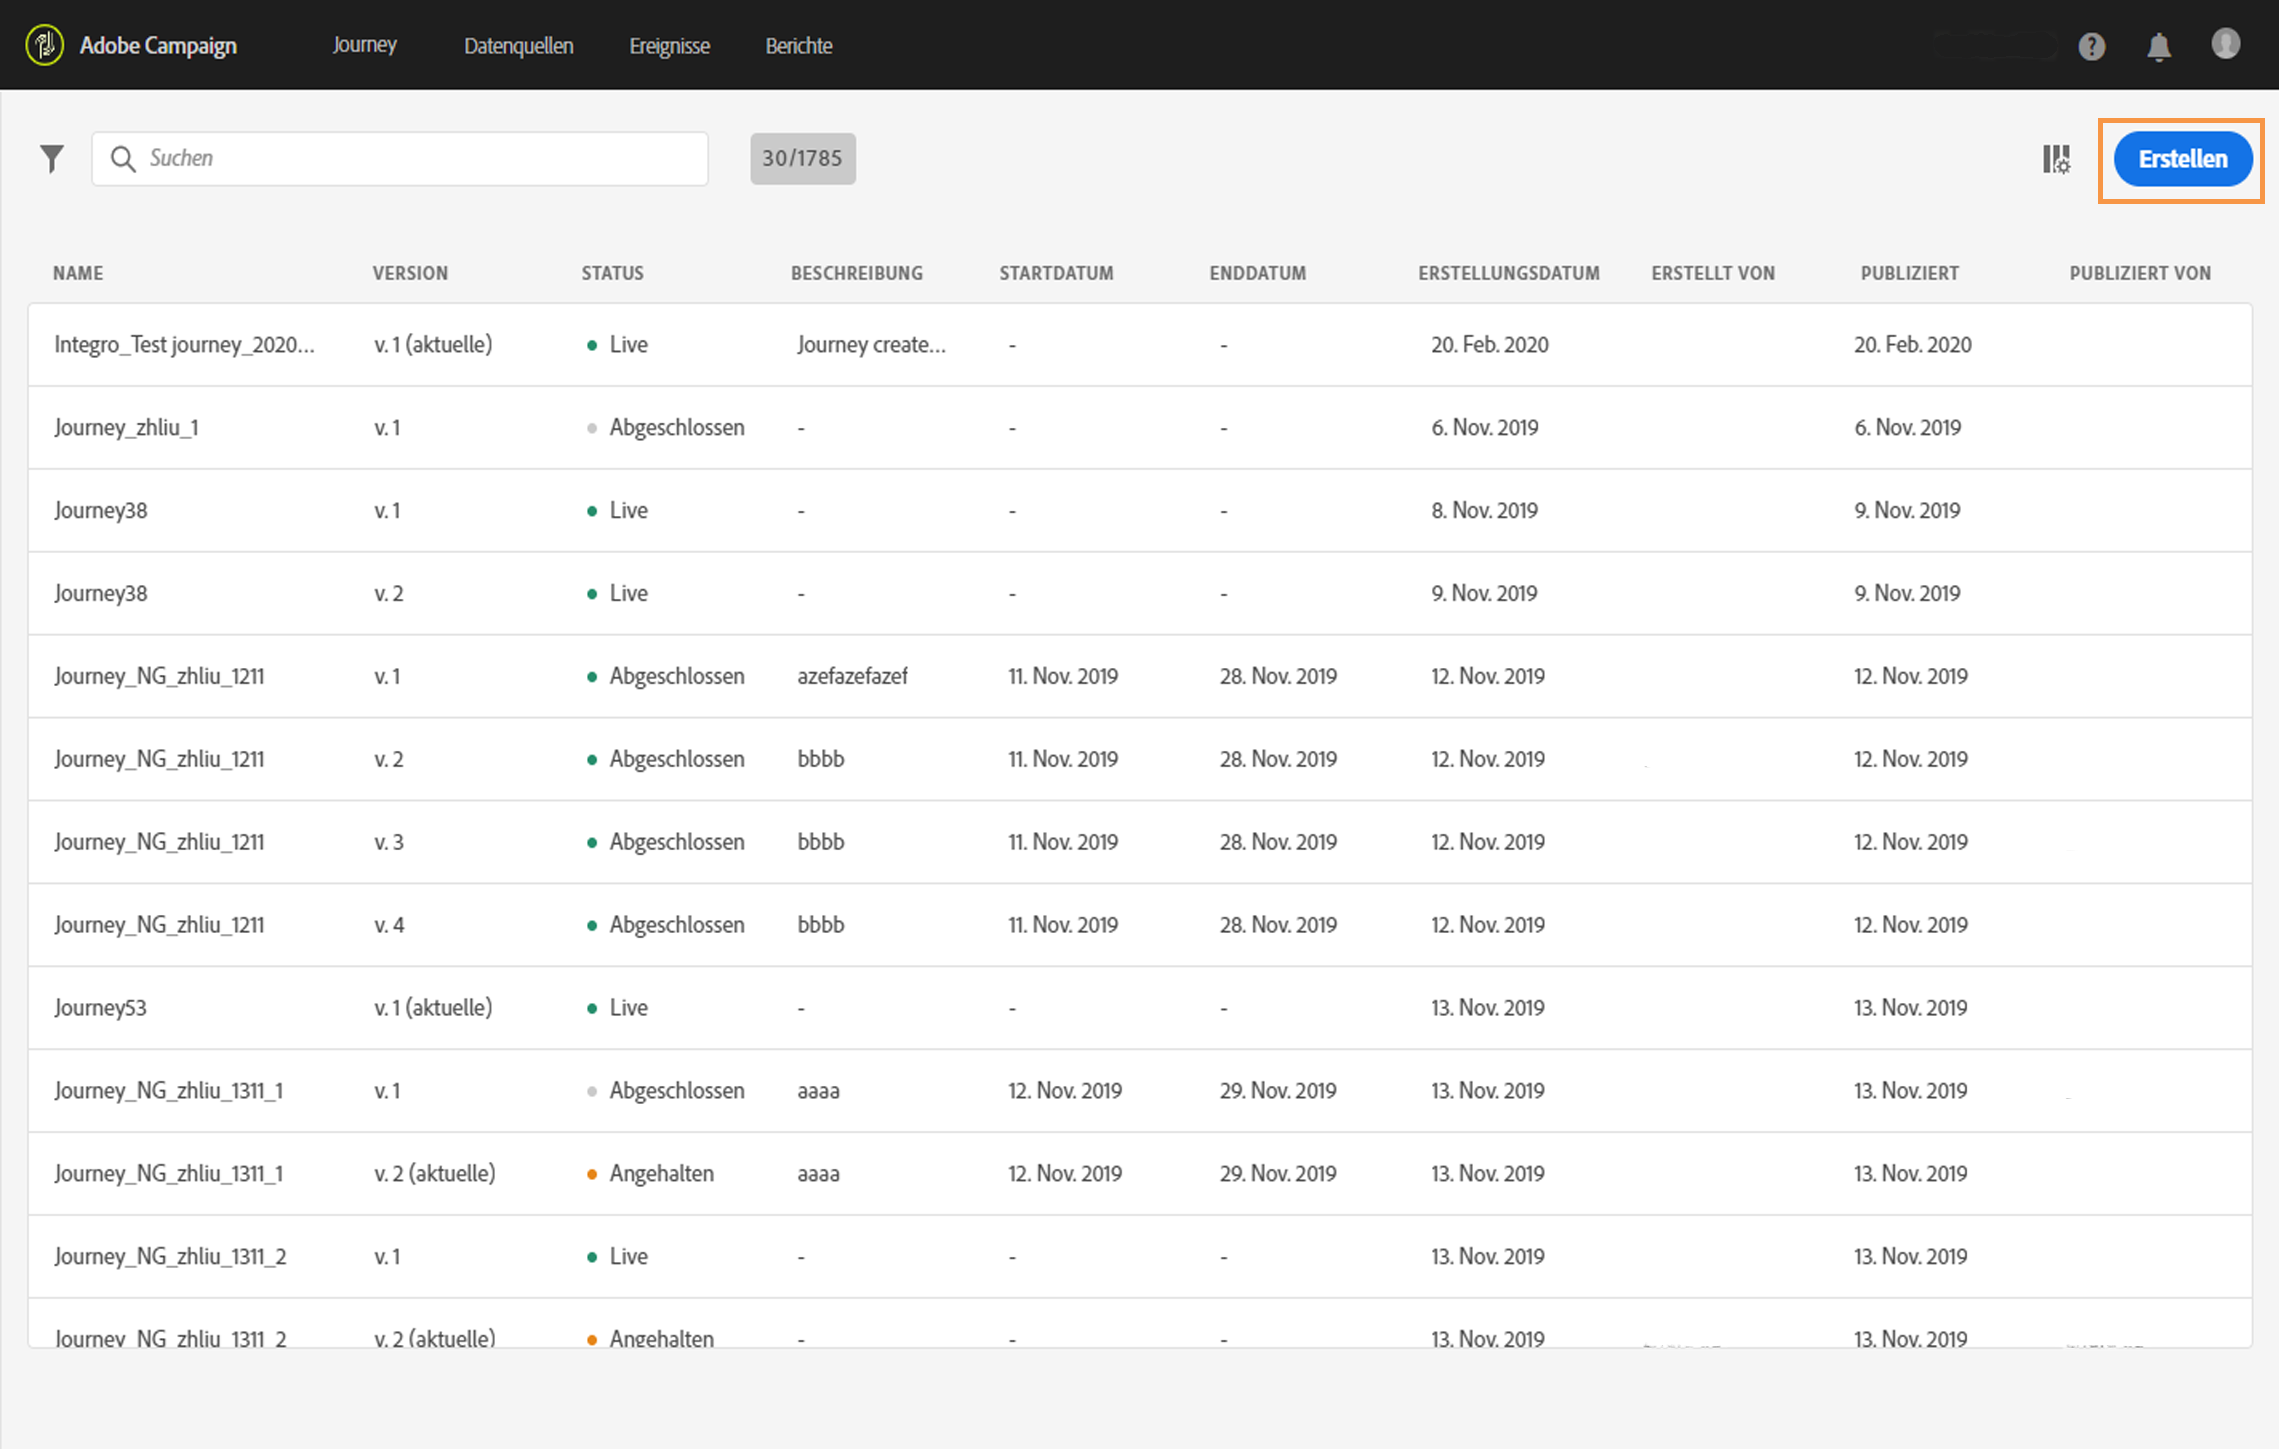 Adobe Campaign Journey Datenquellen Ereignisse Berichte
Suchen 30/1785 Erstellen
NAME VERSION STATUS BESCHREIBUNG STARTDATUM ENDDATUM ERSTELLUNGSDATUM ERSTELLT VON PUBLIZIERT PUBLIZIERT VON
Integro_Test journey_2020... v. 1 (aktuelle) Live Journey create... - - 20. Feb. 2020 20. Feb. 2020
Journey_zhliu_1 v. 1 Abgeschlossen - - - 6. Nov. 2019 6. Nov. 2019
Journey38 v. 1 Live - - - 8. Nov. 2019 9. Nov. 2019
Journey38 v. 2 Live - - - 9. Nov. 2019 9. Nov. 2019
Journey_NG_zhliu_1211 v. 1 Abgeschlossen azefazefazef 11. Nov. 2019 28. Nov. 2019 12. Nov. 2019 12. Nov. 2019
Journey_NG_zhliu_1211 v. 2 Abgeschlossen bbbb 11. Nov. 2019 28. Nov. 2019 12. Nov. 2019 12. Nov. 2019
Journey_NG_zhliu_1211 v. 3 Abgeschlossen bbbb 11. Nov. 2019 28. Nov. 2019 12. Nov. 2019 12. Nov. 2019
Journey_NG_zhliu_1211 v. 4 Abgeschlossen bbbb 11. Nov. 2019 28. Nov. 2019 12. Nov. 2019 12. Nov. 2019
Journey53 v. 1 (aktuelle) Live - - - 13. Nov. 2019 13. Nov. 2019
Journey_NG_zhliu_1311_1 v. 1 Abgeschlossen aaaa 12. Nov. 2019 29. Nov. 2019 13. Nov. 2019 13. Nov. 2019
Journey_NG_zhliu_1311_1 v. 2 (aktuelle) Angehalten aaaa 12. Nov. 2019 29. Nov. 2019 13. Nov. 2019 13. Nov. 2019
Journey_NG_zhliu_1311_2 v. 1 Live - - - 13. Nov. 2019 13. Nov. 2019
Journey_NG_zhliu_1311_2 v. 2 (aktuelle) Angehalten - - - 13. Nov. 2019 13. Nov. 2019